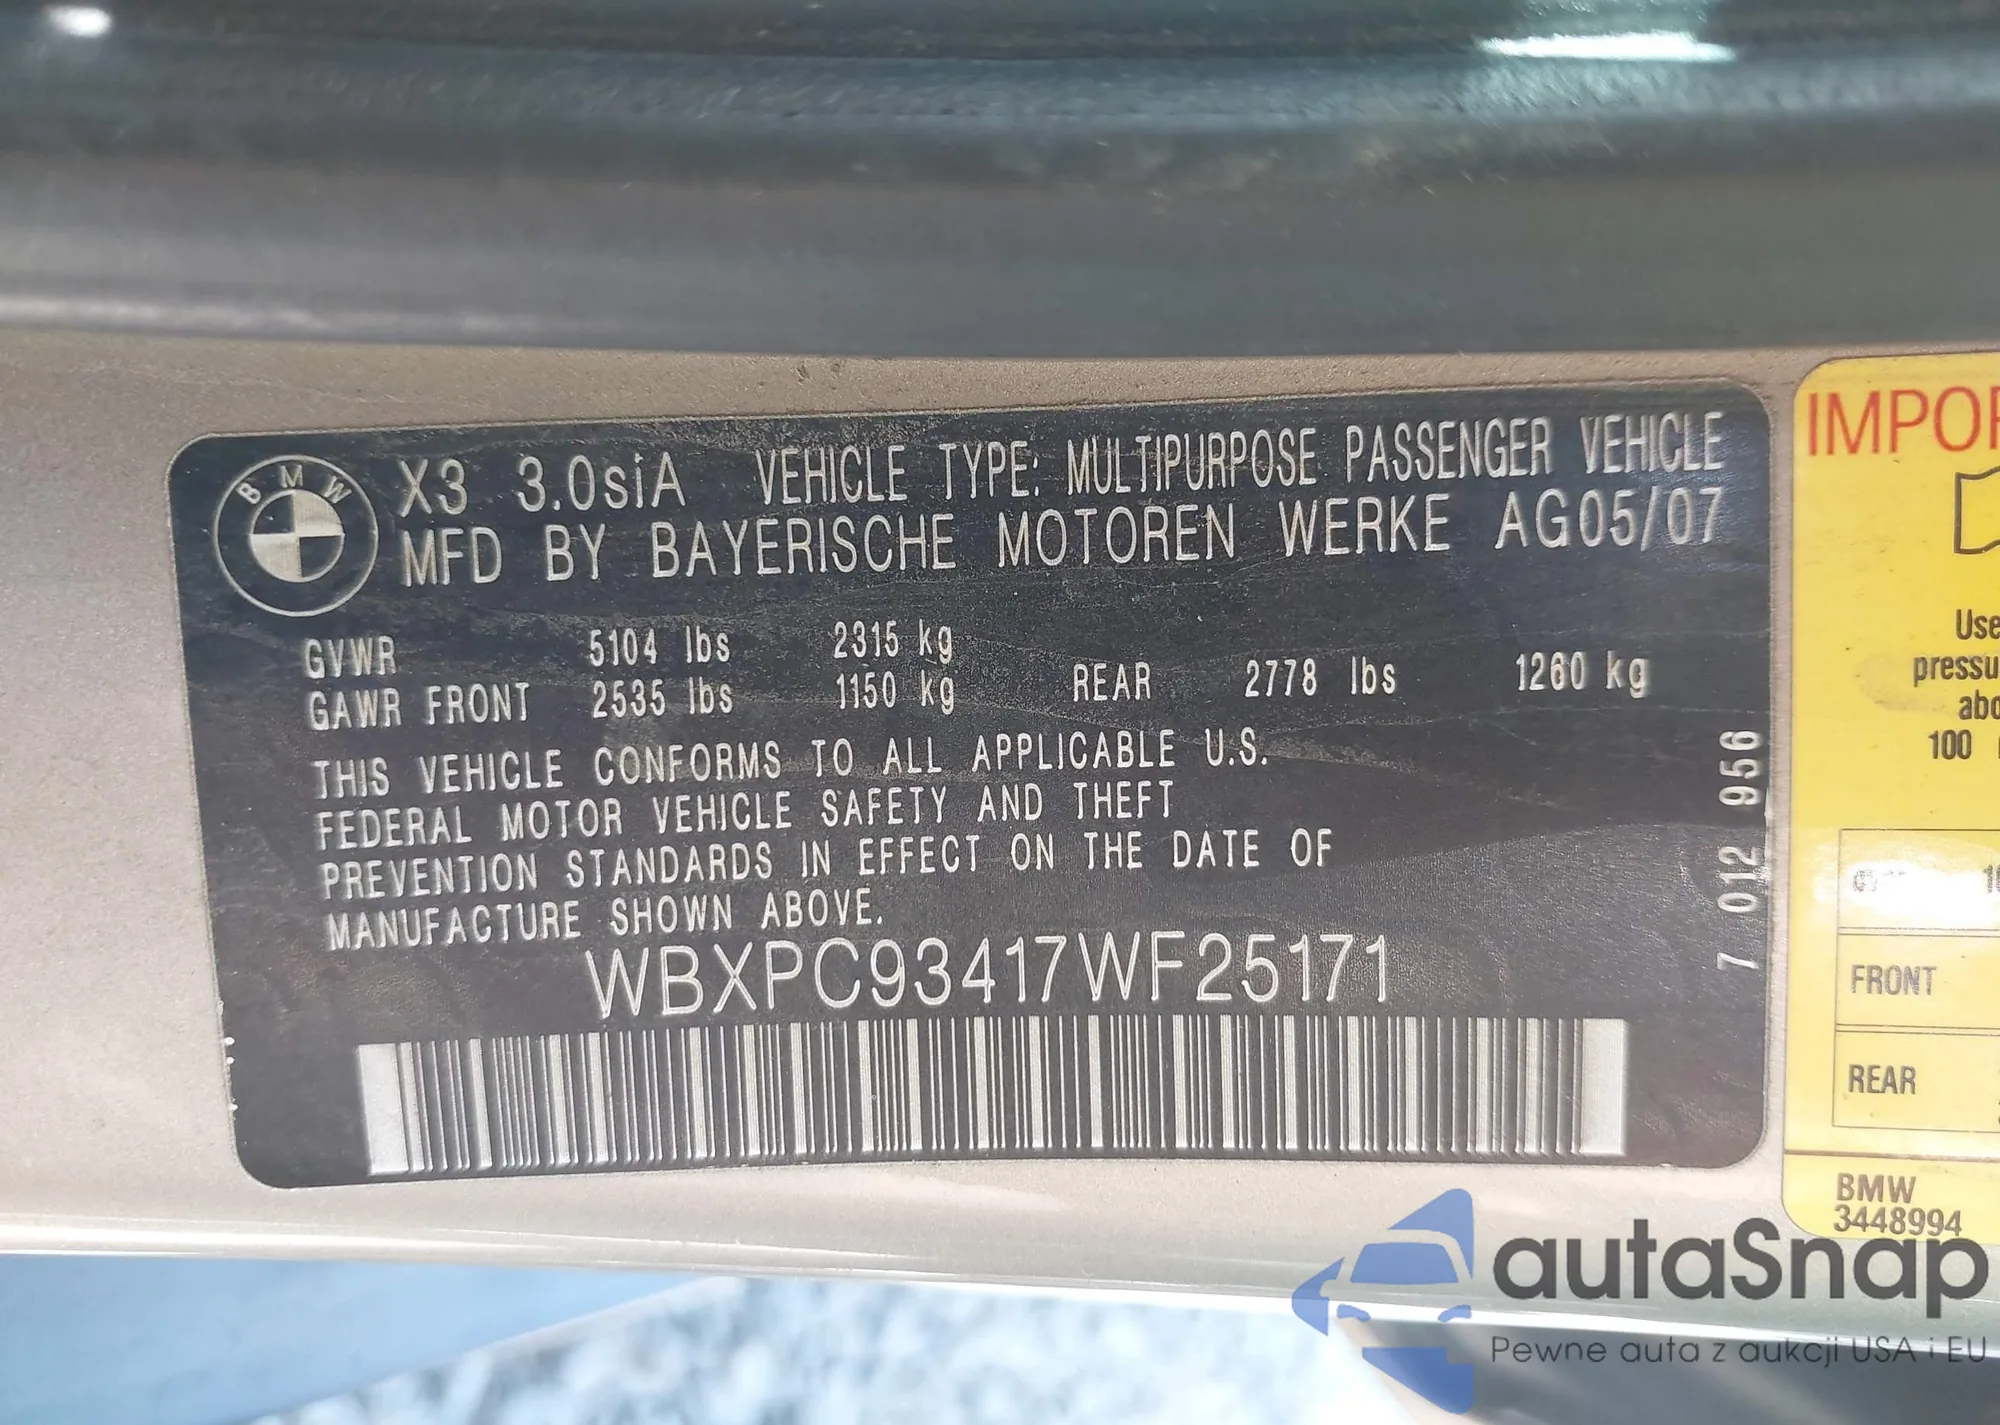 BMW
X3 3.0siA VEHICLE TYPE: MULTIPURPOSE PASSENGER VEHICLE
MFD BY BAYERISCHE MOTOREN WERKE AG05/07
GVWR 5104 lbs 2315 kg
GAWR FRONT 2535 lbs 1150 kg REAR 2778 lbs 1260 kg
THIS VEHICLE CONFORMS TO ALL APPLICABLE U.S.
FEDERAL MOTOR VEHICLE SAFETY AND THEFT
PREVENTION STANDARDS IN EFFECT ON THE DATE OF
MANUFACTURE SHOWN ABOVE.
WBXPC93417WF25171
7 012 956
IMPOR
Use
pressu
abo
100
FRONT
REAR
BMW
3448994
autoSnap
Pewne auta z aukcji USA i EU